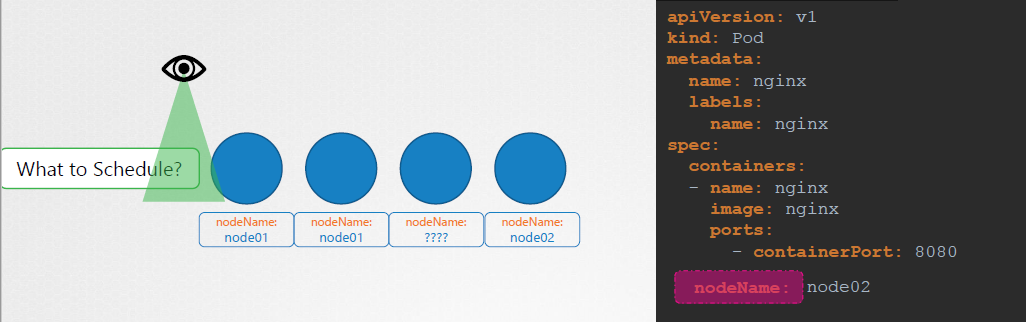 What to Schedule?
nodeName:
node01
nodeName:
node01
nodeName:
????
nodeName:
node02
apiVersion: v1
kind: Pod
metadata:
  name: nginx
  labels:
    name: nginx
spec:
  containers:
  - name: nginx
    image: nginx
    ports:
      - containerPort: 8080
  nodeName: node02